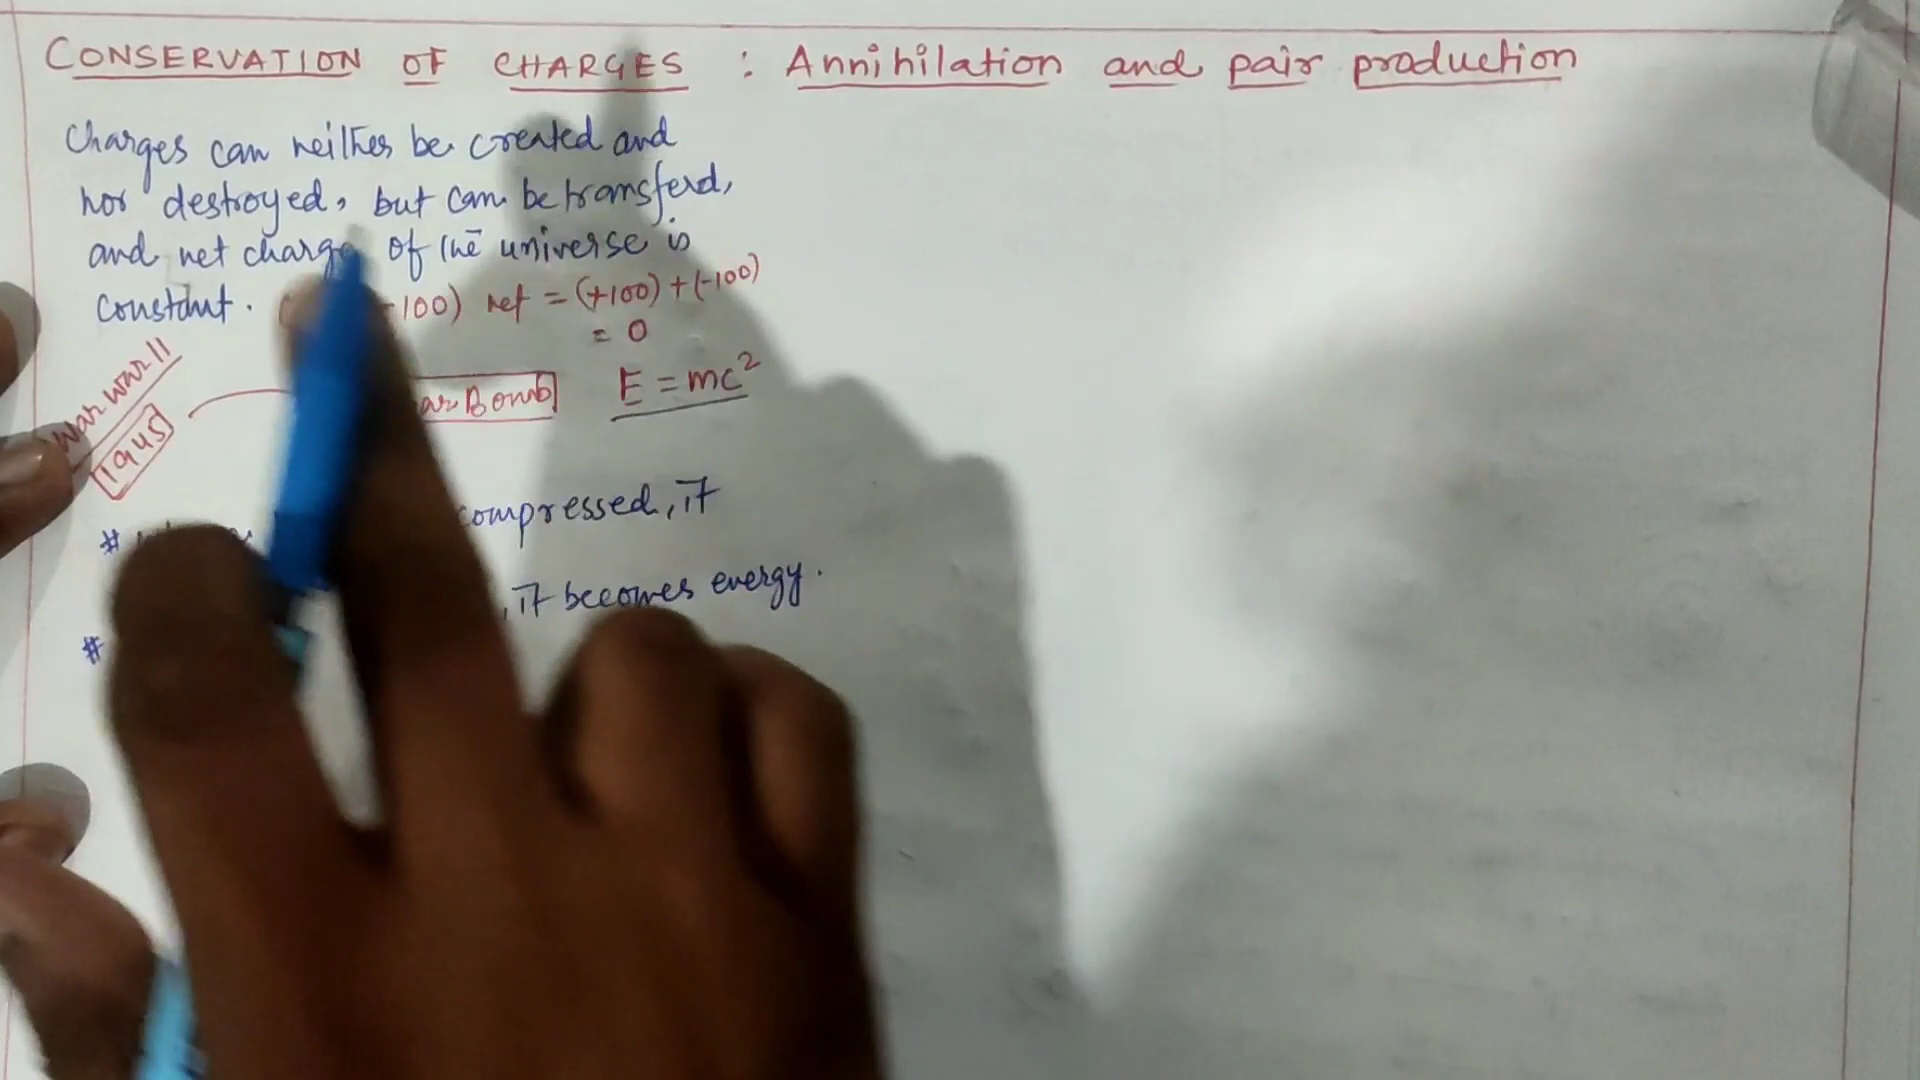 CONSERVATION OF CHARGES : Annihilation and pair production
Charges can neither be created and
nor destroyed, but can be transferd,
and net charge of the universe is
constant. -100) net = (+100) + (-100)
= 0
war war II
1945
Bomb
E = mc²
# compressed, it
, it becomes energy.
#